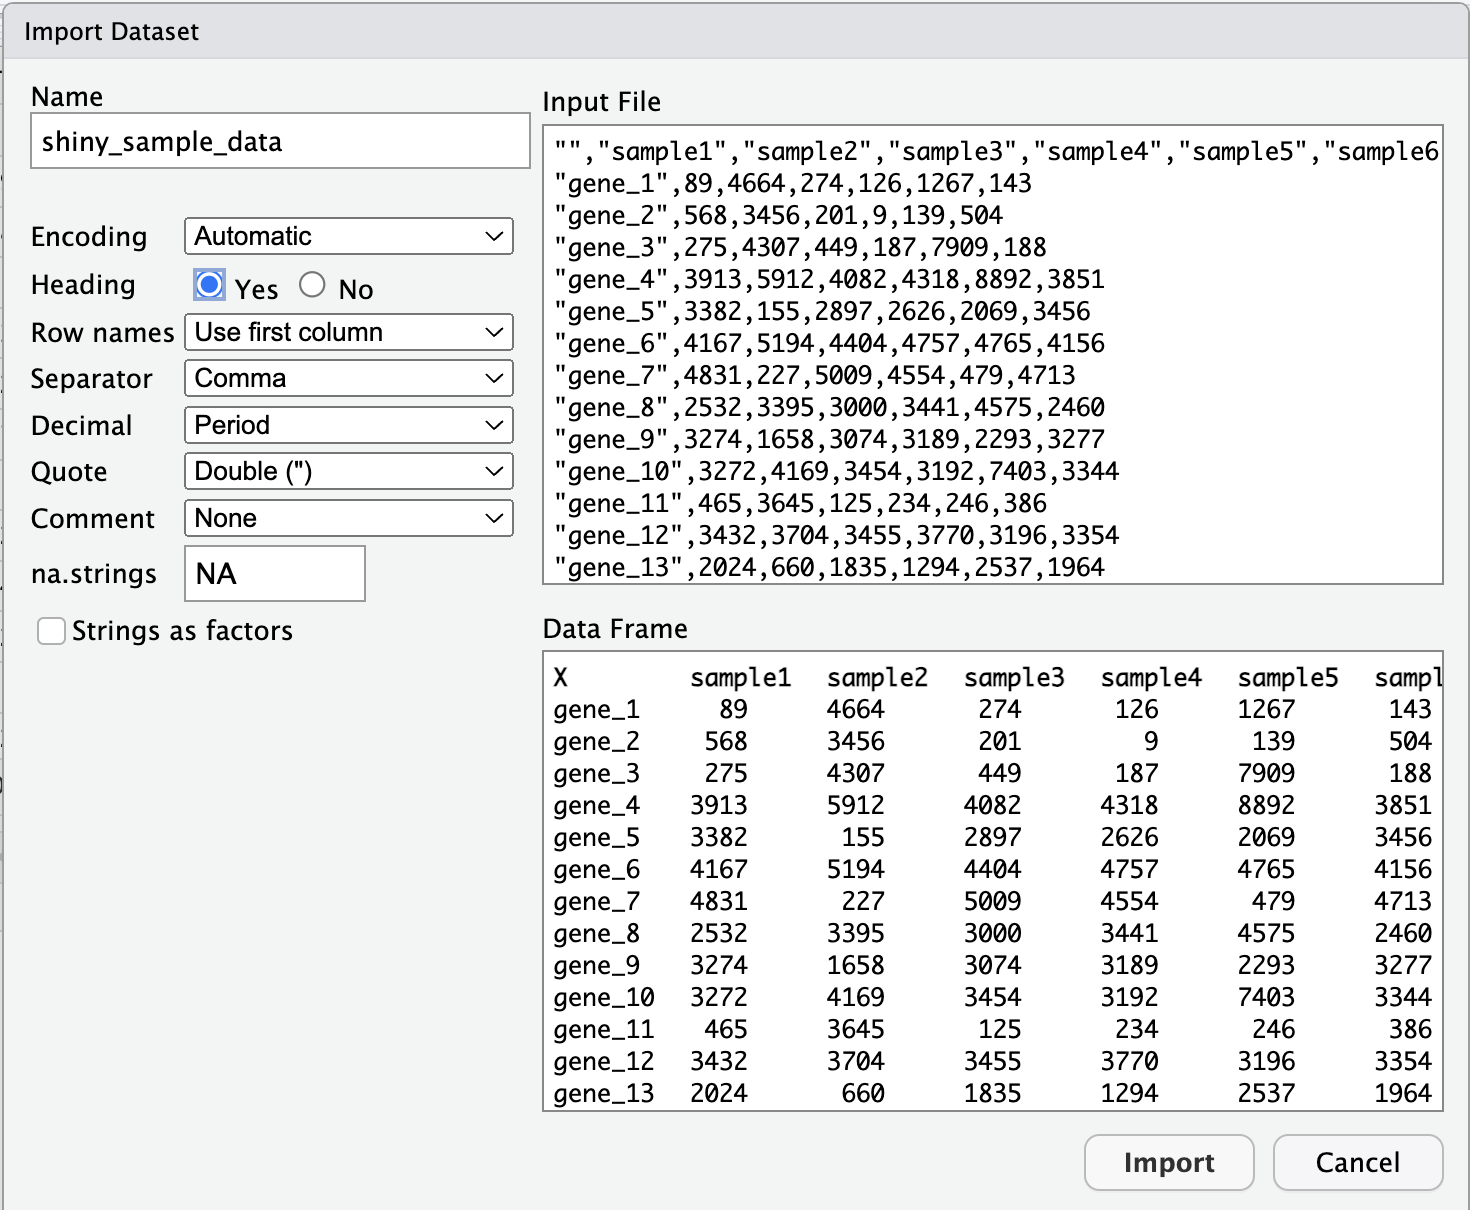 Import Dataset
Name
shiny_sample_data
Encoding Automatic
Heading Yes No
Row names Use first column
Separator Comma
Decimal Period
Quote Double (")
Comment None
na.strings NA
Strings as factors
Input File
"","sample1","sample2","sample3","sample4","sample5","sample6
"gene_1",89,4664,274,126,1267,143
"gene_2",568,3456,201,9,139,504
"gene_3",275,4307,449,187,7909,188
"gene_4",3913,5912,4082,4318,8892,3851
"gene_5",3382,155,2897,2626,2069,3456
"gene_6",4167,5194,4404,4757,4765,4156
"gene_7",4831,227,5009,4554,479,4713
"gene_8",2532,3395,3000,3441,4575,2460
"gene_9",3274,1658,3074,3189,2293,3277
"gene_10",3272,4169,3454,3192,7403,3344
"gene_11",465,3645,125,234,246,386
"gene_12",3432,3704,3455,3770,3196,3354
"gene_13",2024,660,1835,1294,2537,1964
Data Frame
X sample1 sample2 sample3 sample4 sample5 sampl
gene_1 89 4664 274 126 1267 143
gene_2 568 3456 201 9 139 504
gene_3 275 4307 449 187 7909 188
gene_4 3913 5912 4082 4318 8892 3851
gene_5 3382 155 2897 2626 2069 3456
gene_6 4167 5194 4404 4757 4765 4156
gene_7 4831 227 5009 4554 479 4713
gene_8 2532 3395 3000 3441 4575 2460
gene_9 3274 1658 3074 3189 2293 3277
gene_10 3272 4169 3454 3192 7403 3344
gene_11 465 3645 125 234 246 386
gene_12 3432 3704 3455 3770 3196 3354
gene_13 2024 660 1835 1294 2537 1964
Import Cancel